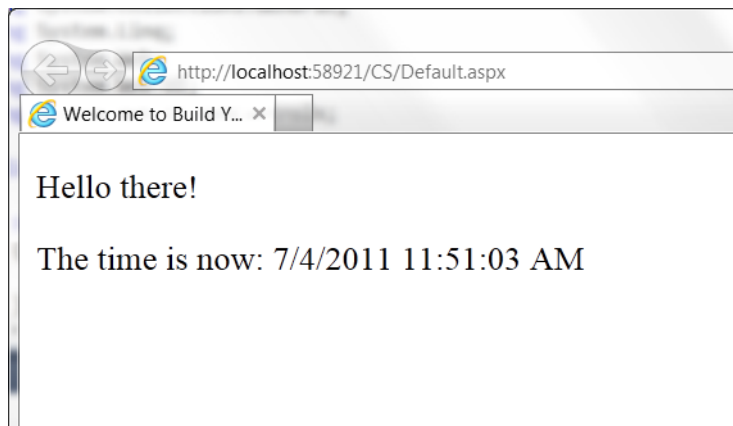 http://localhost:58921/CS/Default.aspx
Welcome to Build Y...
Hello there!
The time is now: 7/4/2011 11:51:03 AM